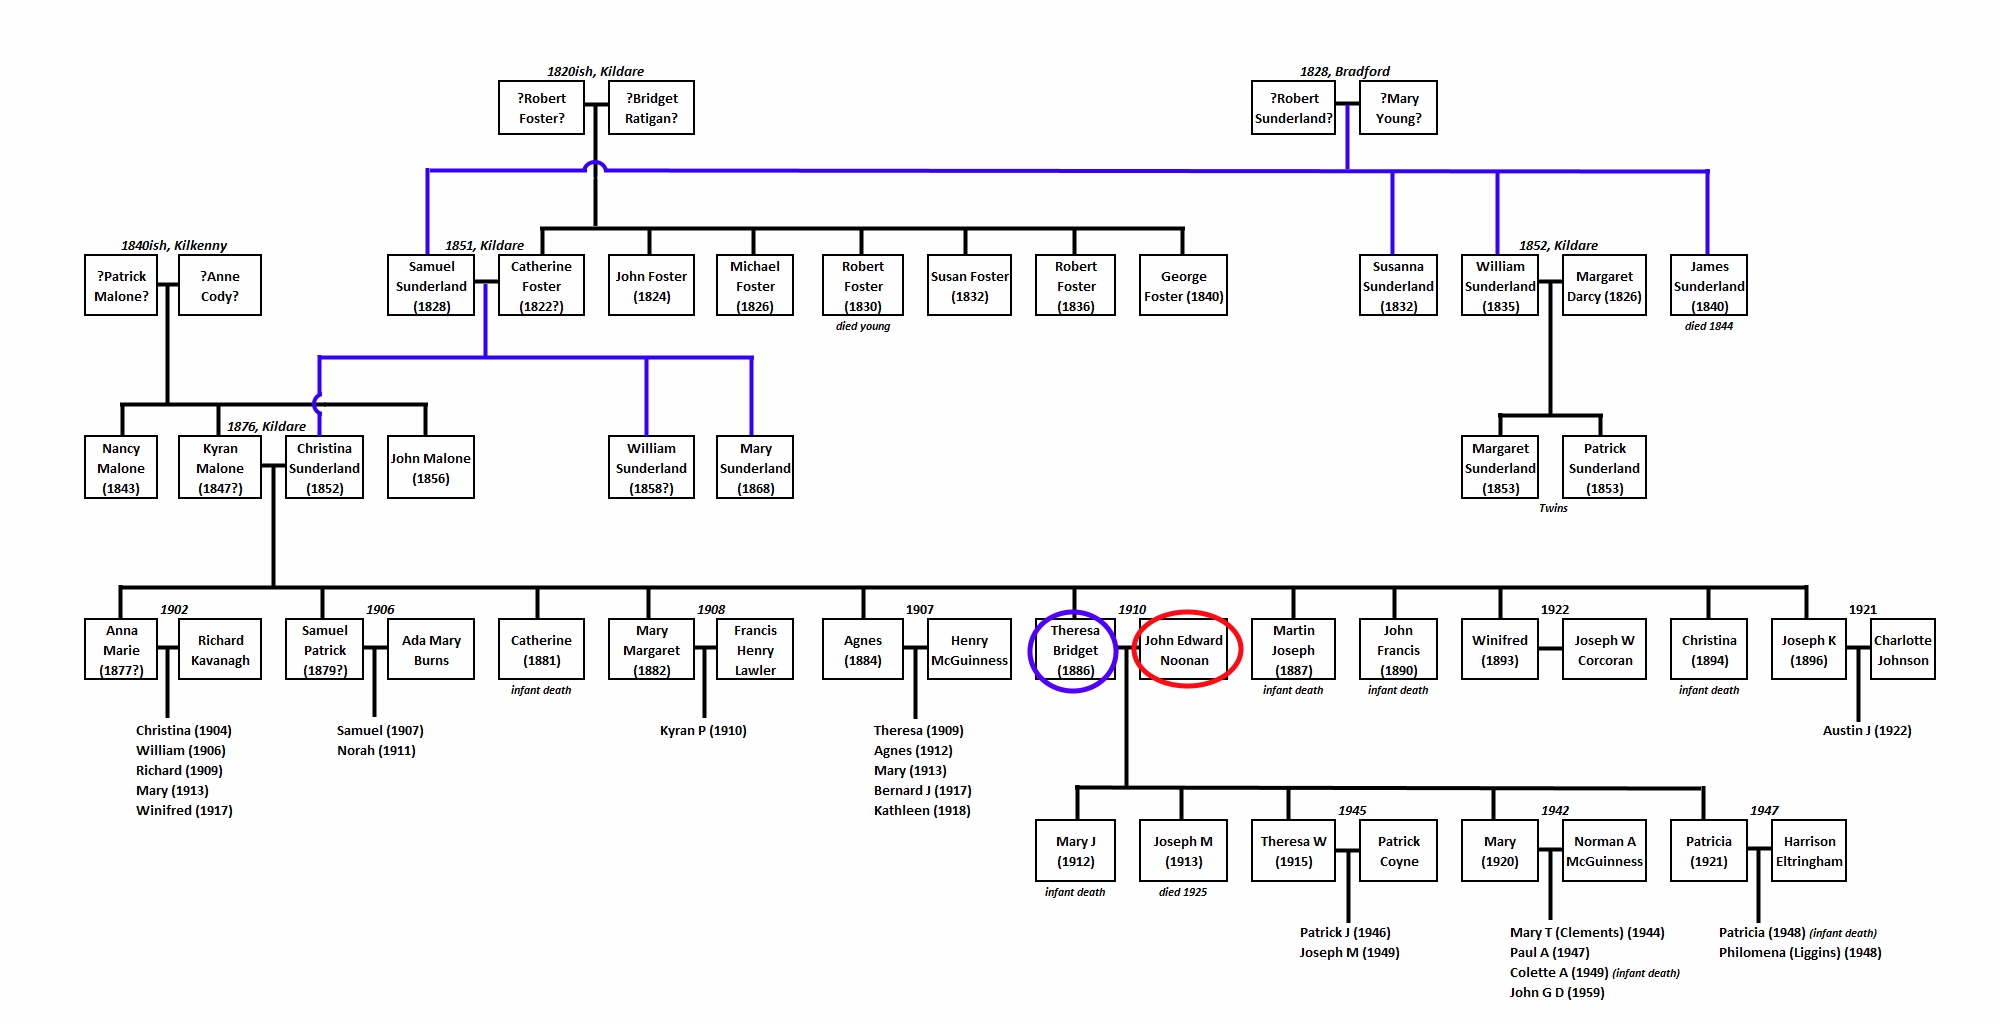 1820ish, Kildare
1828, Bradford
?Robert
Foster?
?Bridget
Ratigan?
?Robert
Sunderland?
?Mary
Young?
1840ish, Kilkenny
1851, Kildare
1852, Kildare
?Patrick
Malone?
?Anne
Cody?
Samuel
Sunderland
(1828)
Catherine
Foster
(1822?)
John Foster
(1824)
Michael
Foster
(1826)
Robert
Foster
(1830)
died young
Susan Foster
(1832)
Robert
Foster
(1836)
George
Foster (1840)
Susanna
Sunderland
(1832)
William
Sunderland
(1835)
Margaret
Darcy (1826)
James
Sunderland
(1840)
died 1844
1876, Kildare
Nancy
Malone
(1843)
Kyran
Malone
(1847?)
Christina
Sunderland
(1852)
John Malone
(1856)
William
Sunderland
(1858?)
Mary
Sunderland
(1868)
Margaret
Sunderland
(1853)
Patrick
Sunderland
(1853)
Twins
1902
1906
1908
1907
1910
1922
1921
Anna
Marie
(1877?)
Richard
Kavanagh
Samuel
Patrick
(1879?)
Ada Mary
Burns
Catherine
(1881)
infant death
Mary
Margaret
(1882)
Francis
Henry
Lawler
Agnes
(1884)
Henry
McGuinness
Theresa
Bridget
(1886)
John Edward
Noonan
Martin
Joseph
(1887)
infant death
John
Francis
(1890)
infant death
Winifred
(1893)
Joseph W
Corcoran
Christina
(1894)
infant death
Joseph K
(1896)
Charlotte
Johnson
Christina (1904)
William (1906)
Richard (1909)
Mary (1913)
Winifred (1917)
Samuel (1907)
Norah (1911)
Kyran P (1910)
Theresa (1909)
Agnes (1912)
Mary (1913)
Bernard J (1917)
Kathleen (1918)
Austin J (1922)
1945
1942
1947
Mary J
(1912)
infant death
Joseph M
(1913)
died 1925
Theresa W
(1915)
Patrick
Coyne
Mary
(1920)
Norman A
McGuinness
Patricia
(1921)
Harrison
Eltringham
Patrick J (1946)
Joseph M (1949)
Mary T (Clements) (1944)
Paul A (1947)
Colette A (1949) (infant death)
John G D (1959)
Patricia (1948) (infant death)
Philomena (Liggins) (1948)